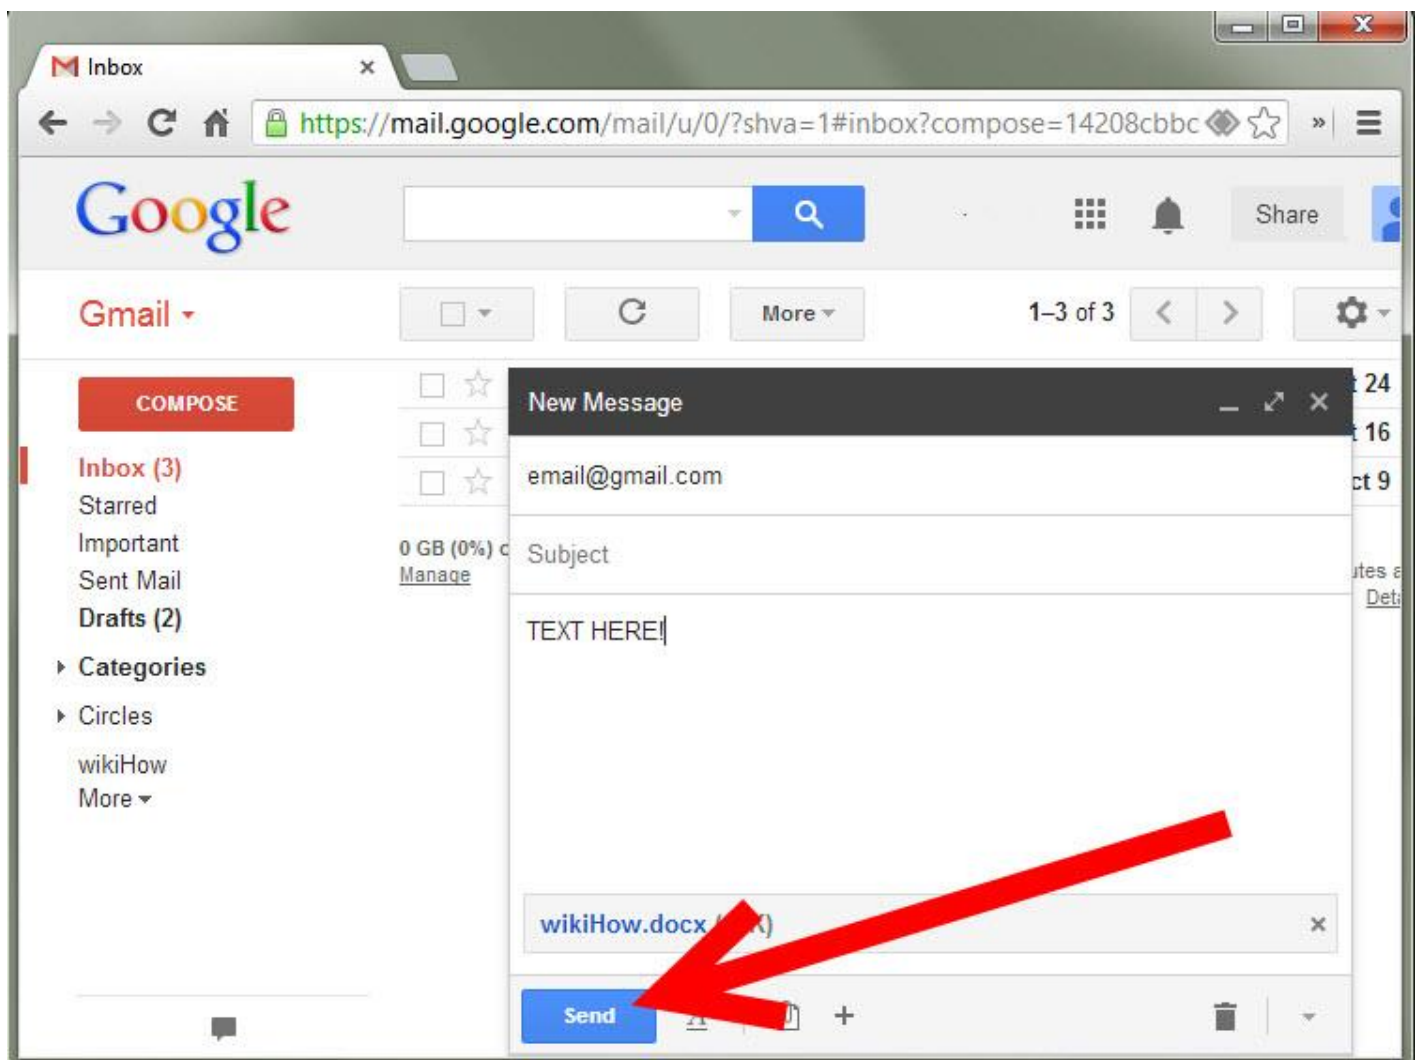 Inbox
https://mail.google.com/mail/u/0/?shva=1#inbox?compose=14208cbbc
Google
Share
Gmail
More
1–3 of 3
COMPOSE
Inbox (3)
Starred
Important
Sent Mail
Drafts (2)
Categories
Circles
wikiHow
More
24
16
9
0 GB (0%)
Manage
New Message
email@gmail.com
Subject
TEXT HERE!
wikiHow.docx
Send